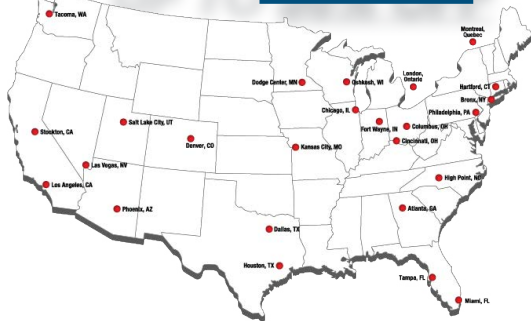 Tacoma, WA
Montreal,
Quebec
Dodge Center, MN
Oshkosh, WI
London,
Ontario
Hartford, CT
Bronx, NY
Chicago, IL
Philadelphia, PA
Salt Lake City, UT
Fort Wayne, IN
Columbus, OH
Stockton, CA
Denver, CO
Kansas City, MO
Cincinnati, OH
Las Vegas, NV
Los Angeles, CA
High Point, NC
Phoenix, AZ
Atlanta, GA
Dallas, TX
Houston, TX
Tampa, FL
Miami, FL